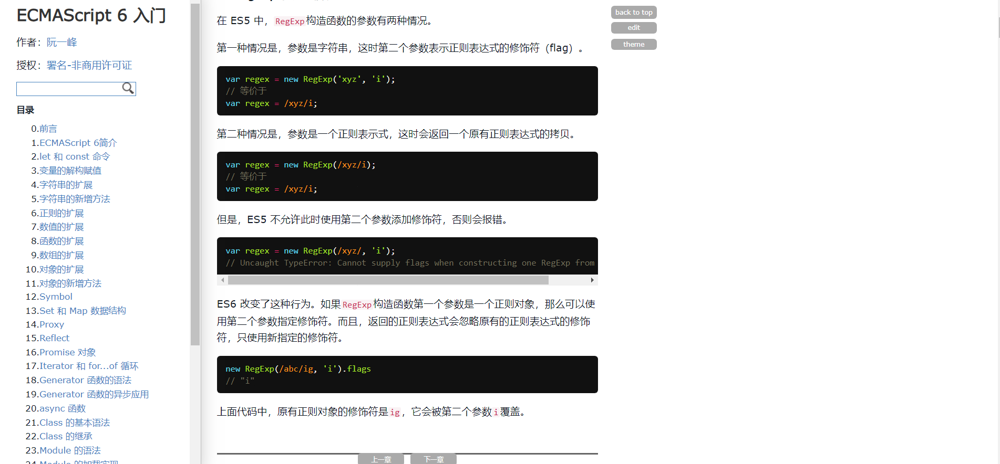 ECMAScript 6 入门
作者：阮一峰
授权：署名-非商用许可证
目录
0.前言
1.ECMAScript 6简介
2.let 和 const 命令
3.变量的解构赋值
4.字符串的扩展
5.字符串的新增方法
6.正则的扩展
7.数值的扩展
8.函数的扩展
9.数组的扩展
10.对象的扩展
11.对象的新增方法
12.Symbol
13.Set 和 Map 数据结构
14.Proxy
15.Reflect
16.Promise 对象
17.Iterator 和 for...of 循环
18.Generator 函数的语法
19.Generator 函数的异步应用
20.async 函数
21.Class 的基本语法
22.Class 的继承
23.Module 的语法
24.Module 的加载实现
在 ES5 中，RegExp构造函数的参数有两种情况。
第一种情况是，参数是字符串，这时第二个参数表示正则表达式的修饰符（flag）。
var regex = new RegExp('xyz', 'i');
// 等价于
var regex = /xyz/i;
第二种情况是，参数是一个正则表示式，这时会返回一个原有正则表达式的拷贝。
var regex = new RegExp(/xyz/i);
// 等价于
var regex = /xyz/i;
但是，ES5 不允许此时使用第二个参数添加修饰符，否则会报错。
var regex = new RegExp(/xyz/, 'i');
// Uncaught TypeError: Cannot supply flags when constructing one RegExp from
ES6 改变了这种行为。如果RegExp构造函数第一个参数是一个正则对象，那么可以使
用第二个参数指定修饰符。而且，返回的正则表达式会忽略原有的正则表达式的修饰
符，只使用新指定的修饰符。
new RegExp(/abc/ig, 'i').flags
// "i"
上面代码中，原有正则对象的修饰符是ig，它会被第二个参数i覆盖。
上一章
下一章
back to top
edit
theme